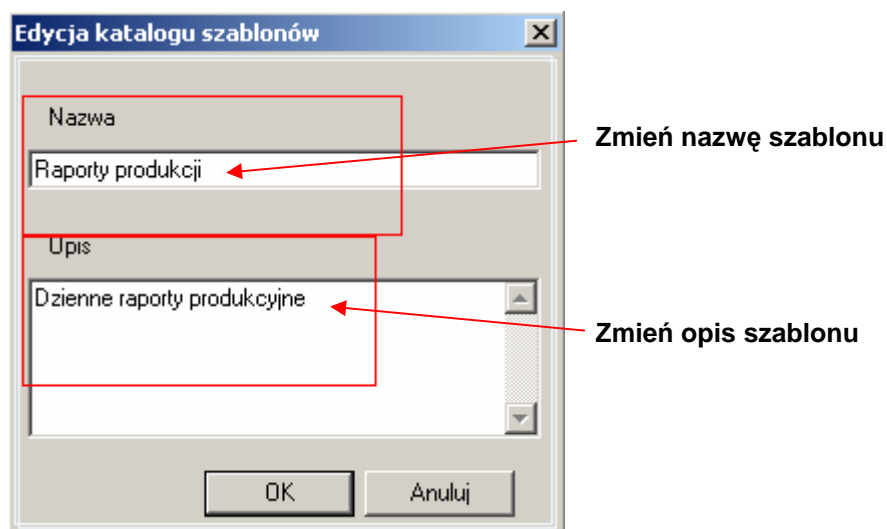 Edycja katalogu szablonów
Nazwa
Zmień nazwę szablonu
Raporty produkcji
Opis
Dzienne raporty produkcyjne
Zmień opis szablonu
OK
Anuluj